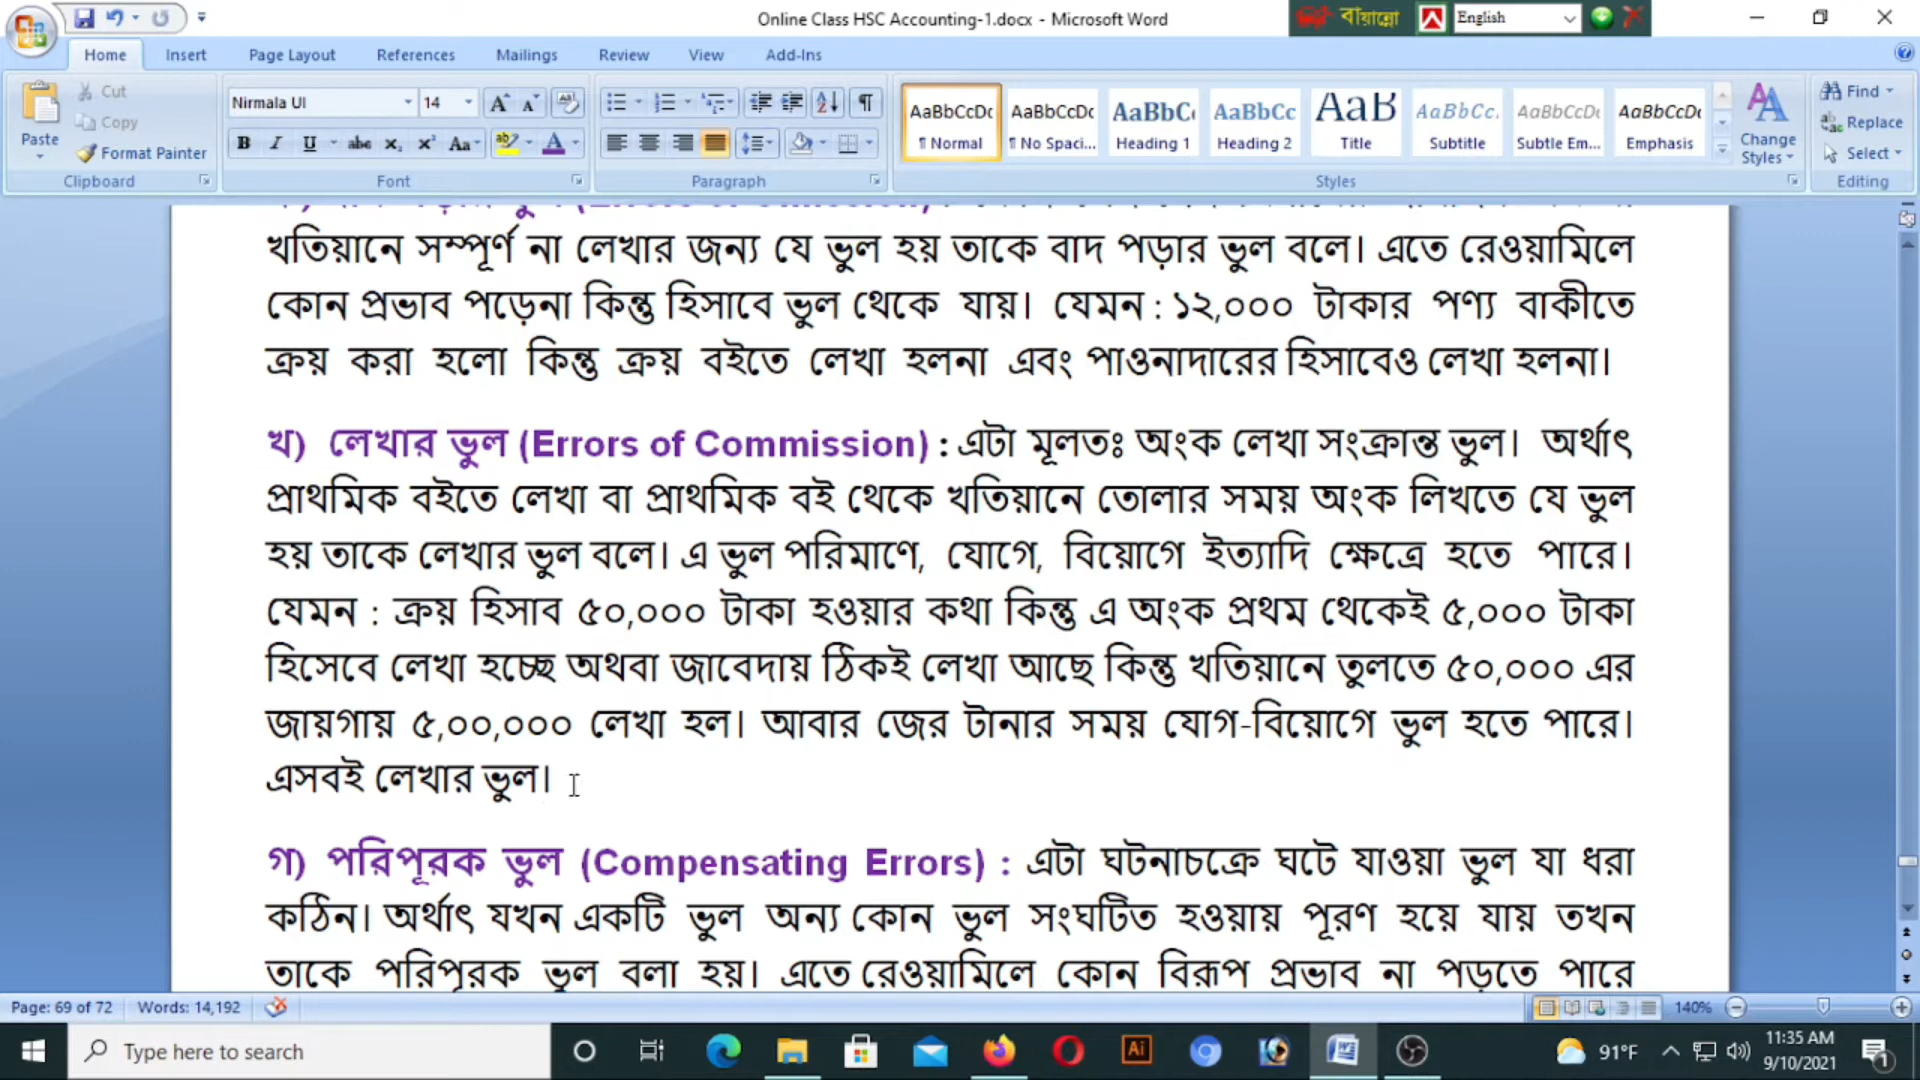 Online Class HSC Accounting-1.docx - Microsoft Word
বায়ান্নো
English
Home Insert Page Layout References Mailings Review View Add-Ins
Paste
Cut
Copy
Format Painter
Clipboard
Nirmala UI 14
Font
Paragraph
AaBbCcDc AaBbCcDc AaBbC AaBbCc AaB AaBbCc. AaBbCcDc AaBbCcDc
¶ Normal ¶ No Spaci... Heading 1 Heading 2 Title Subtitle Subtle Em... Emphasis
Change Styles
Styles
Find
Replace
Select
Editing
খতিয়ানে সম্পূর্ণ না লেখার জন্য যে ভুল হয় তাকে বাদ পড়ার ভুল বলে। এতে রেওয়ামিলে
কোন প্রভাব পড়েনা কিন্তু হিসাবে ভুল থেকে যায়। যেমন : ১২,০০০ টাকার পণ্য বাকীতে
ক্রয় করা হলো কিন্তু ক্রয় বইতে লেখা হলনা এবং পাওনাদারের হিসাবেও লেখা হলনা।
খ) লেখার ভুল (Errors of Commission) : এটা মূলতঃ অংক লেখা সংক্রান্ত ভুল। অর্থাৎ
প্রাথমিক বইতে লেখা বা প্রাথমিক বই থেকে খতিয়ানে তোলার সময় অংক লিখতে যে ভুল
হয় তাকে লেখার ভুল বলে। এ ভুল পরিমাণে, যোগে, বিয়োগে ইত্যাদি ক্ষেত্রে হতে পারে।
যেমন : ক্রয় হিসাব ৫০,০০০ টাকা হওয়ার কথা কিন্তু এ অংক প্রথম থেকেই ৫,০০০ টাকা
হিসেবে লেখা হচ্ছে অথবা জাবেদায় ঠিকই লেখা আছে কিন্তু খতিয়ানে তুলতে ৫০,০০০ এর
জায়গায় ৫,০০,০০০ লেখা হল। আবার জের টানার সময় যোগ-বিয়োগে ভুল হতে পারে।
এসবই লেখার ভুল।
গ) পরিপূরক ভুল (Compensating Errors) : এটা ঘটনাচক্রে ঘটে যাওয়া ভুল যা ধরা
কঠিন। অর্থাৎ যখন একটি ভুল অন্য কোন ভুল সংঘটিত হওয়ায় পূরণ হয়ে যায় তখন
তাকে পরিপূরক ভুল বলা হয়। এতে রেওয়ামিলে কোন বিরূপ প্রভাব না পড়তে পারে
Page: 69 of 72 Words: 14,192 140%
Type here to search
91°F
11:35 AM
9/10/2021